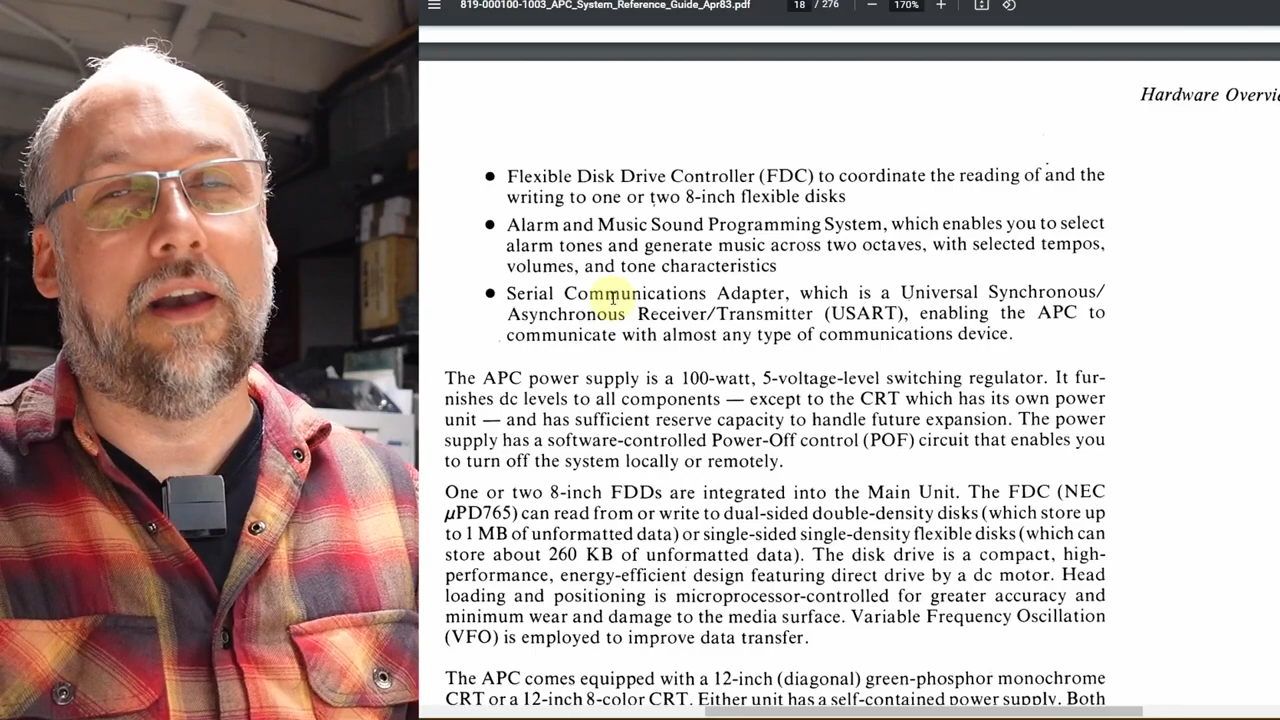 819-000100-1003_APC_System_Reference_Guide_Apr83.pdf
18 / 276
170%
Hardware Overvi
• Flexible Disk Drive Controller (FDC) to coordinate the reading of and the
writing to one or two 8-inch flexible disks
• Alarm and Music Sound Programming System, which enables you to select
alarm tones and generate music across two octaves, with selected tempos,
volumes, and tone characteristics
• Serial Communications Adapter, which is a Universal Synchronous/
Asynchronous Receiver/Transmitter (USART), enabling the APC to
communicate with almost any type of communications device.
The APC power supply is a 100-watt, 5-voltage-level switching regulator. It fur-
nishes dc levels to all components — except to the CRT which has its own power
unit — and has sufficient reserve capacity to handle future expansion. The power
supply has a software-controlled Power-Off control (POF) circuit that enables you
to turn off the system locally or remotely.
One or two 8-inch FDDs are integrated into the Main Unit. The FDC (NEC
µPD765) can read from or write to dual-sided double-density disks (which store up
to 1 MB of unformatted data) or single-sided single-density flexible disks (which can
store about 260 KB of unformatted data). The disk drive is a compact, high-
performance, energy-efficient design featuring direct drive by a dc motor. Head
loading and positioning is microprocessor-controlled for greater accuracy and
minimum wear and damage to the media surface. Variable Frequency Oscillation
(VFO) is employed to improve data transfer.
The APC comes equipped with a 12-inch (diagonal) green-phosphor monochrome
CRT or a 12-inch 8-color CRT. Either unit has a self-contained power supply. Both